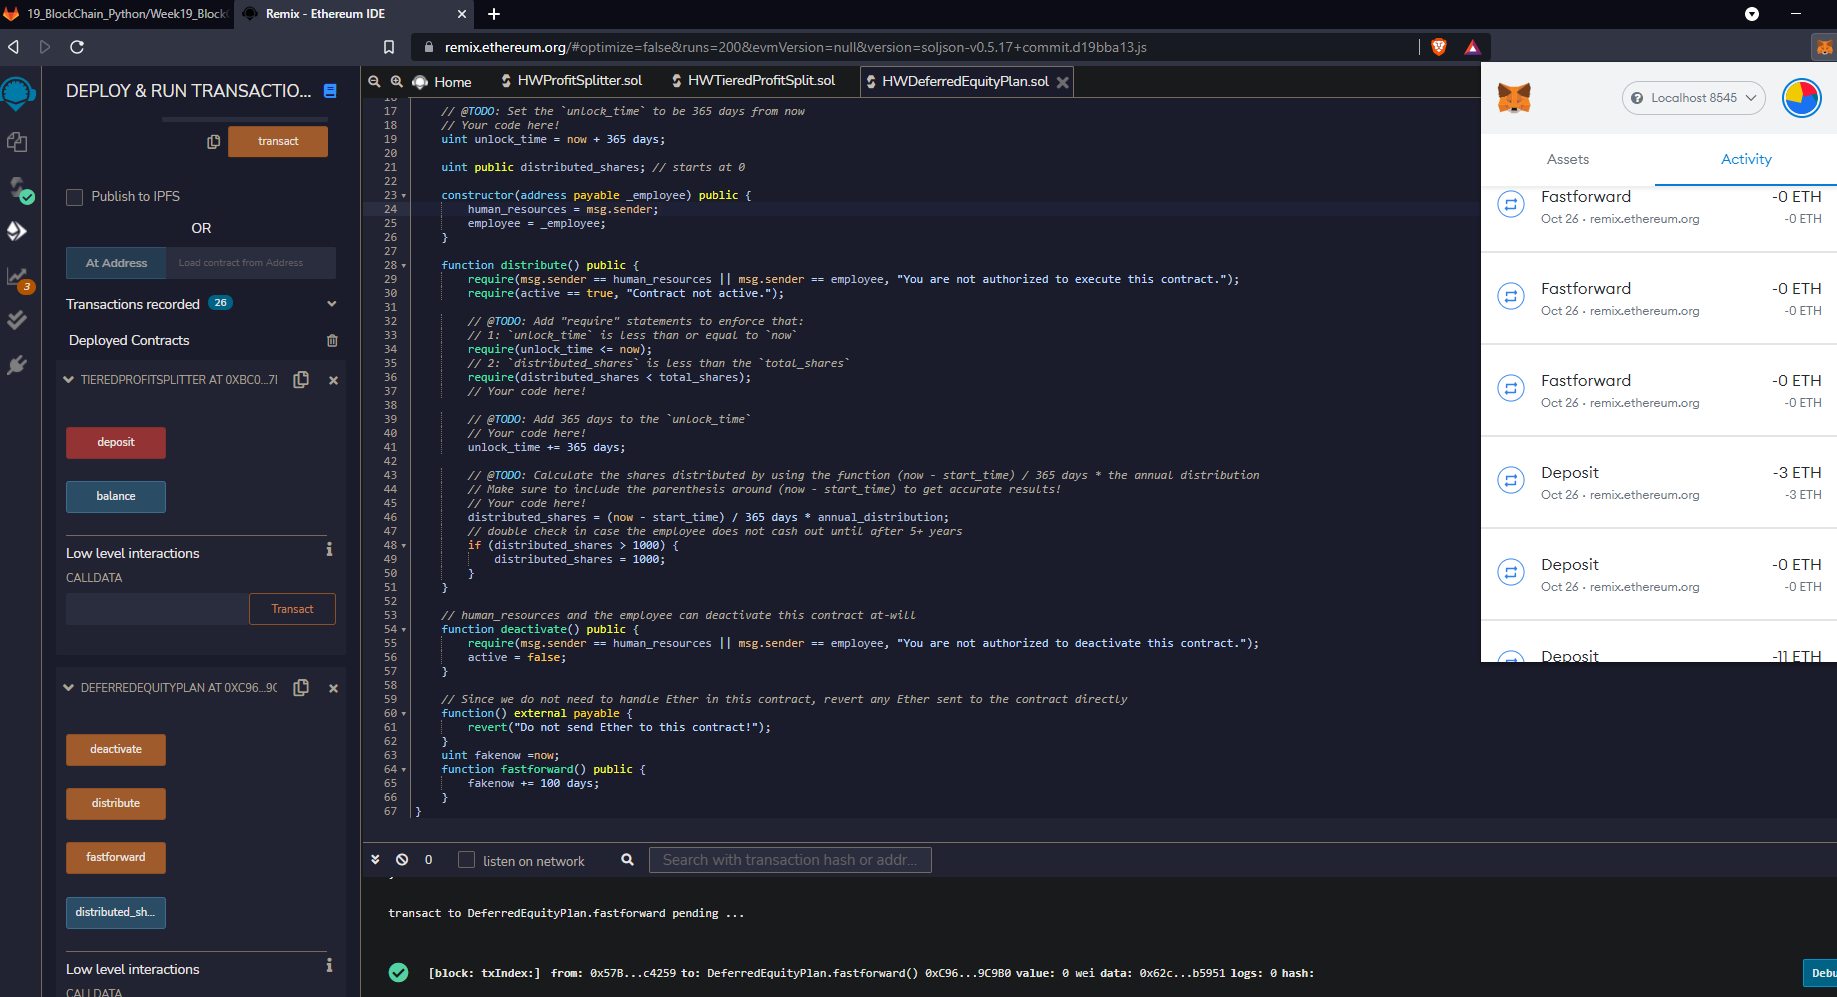 19_BlockChain_Python/Week19_Block
Remix - Ethereum IDE
remix.ethereum.org/#optimize=false&runs=200&evmVersion=null&version=soljson-v0.5.17+commit.d19bba13.js
DEPLOY & RUN TRANSACTIO...
transact
Publish to IPFS
OR
At Address
Load contract from Address
Transactions recorded 26
3
Deployed Contracts
TIEREDPROFITSPLITTER AT 0XBC0...7
deposit
balance
Low level interactions
CALLDATA
Transact
DEFERREDEQUITYPLAN AT 0XC96...9C
deactivate
distribute
fastforward
distributed_sh...
Low level interactions
CALLDATA
Home
HWProfitSplitter.sol
HWTieredProfitSplit.sol
HWDeferredEquityPlan.sol
16
17 // @TODO: Set the `unlock_time` to be 365 days from now
18 // Your code here!
19 uint unlock_time = now + 365 days;
20
21 uint public distributed_shares; // starts at 0
22
23 constructor(address payable _employee) public {
24 human_resources = msg.sender;
25 employee = _employee;
26 }
27
28 function distribute() public {
29 require(msg.sender == human_resources || msg.sender == employee, "You are not authorized to execute this contract.");
30 require(active == true, "Contract not active.");
31
32 // @TODO: Add "require" statements to enforce that:
33 // 1: `unlock_time` is less than or equal to `now`
34 require(unlock_time <= now);
35 // 2: `distributed_shares` is less than the `total_shares`
36 require(distributed_shares < total_shares);
37 // Your code here!
38
39 // @TODO: Add 365 days to the `unlock_time`
40 // Your code here!
41 unlock_time += 365 days;
42
43 // @TODO: Calculate the shares distributed by using the function (now - start_time) / 365 days * the annual distribution
44 // Make sure to include the parenthesis around (now - start_time) to get accurate results!
45 // Your code here!
46 distributed_shares = (now - start_time) / 365 days * annual_distribution;
47 // double check in case the employee does not cash out until after 5+ years
48 if (distributed_shares > 1000) {
49 distributed_shares = 1000;
50 }
51 }
52
53 // human_resources and the employee can deactivate this contract at-will
54 function deactivate() public {
55 require(msg.sender == human_resources || msg.sender == employee, "You are not authorized to deactivate this contract.");
56 active = false;
57 }
58
59 // Since we do not need to handle Ether in this contract, revert any Ether sent to the contract directly
60 function() external payable {
61 revert("Do not send Ether to this contract!");
62 }
63 uint fakenow =now;
64 function fastforward() public {
65 fakenow += 100 days;
66 }
67 }
0
listen on network
Search with transaction hash or addr...
transact to DeferredEquityPlan.fastforward pending ...
[block: txIndex:] from: 0x57B...c4259 to: DeferredEquityPlan.fastforward() 0xC96...9C9B0 value: 0 wei data: 0x62c...b5951 logs: 0 hash:
Debu
Localhost 8545
Assets
Activity
Fastforward -0 ETH
Oct 26 · remix.ethereum.org -0 ETH
Fastforward -0 ETH
Oct 26 · remix.ethereum.org -0 ETH
Fastforward -0 ETH
Oct 26 · remix.ethereum.org -0 ETH
Deposit -3 ETH
Oct 26 · remix.ethereum.org -3 ETH
Deposit -0 ETH
Oct 26 · remix.ethereum.org -0 ETH
Deposit -11 ETH